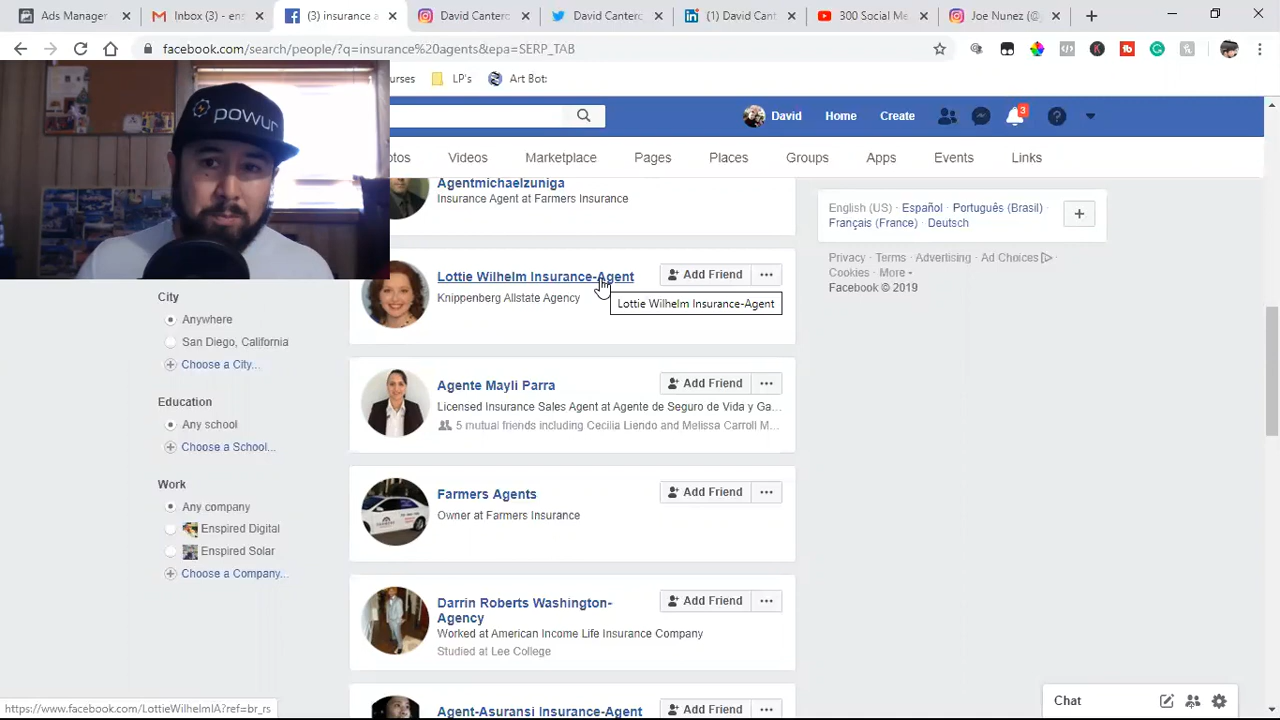 Ads Manager
Inbox (3) - ens
(3) insurance a
David Cantero
David Cantero
(1) David Cant
300 Social Me
Joe Nunez (@
facebook.com/search/people/?q=insurance%20agents&epa=SERP_TAB
urses
LP's
Art Bot:
powur
David
Home
Create
3
otos
Videos
Marketplace
Pages
Places
Groups
Apps
Events
Links
Agentmichaelzuniga
Insurance Agent at Farmers Insurance
English (US) · Español · Português (Brasil) ·
Français (France) · Deutsch
Privacy · Terms · Advertising · Ad Choices
Cookies · More
Facebook © 2019
Lottie Wilhelm Insurance-Agent
Add Friend
Knippenberg Allstate Agency
Lottie Wilhelm Insurance-Agent
City
Anywhere
San Diego, California
Choose a City...
Education
Any school
Choose a School...
Work
Any company
Enspired Digital
Enspired Solar
Choose a Company...
Agente Mayli Parra
Add Friend
Licensed Insurance Sales Agent at Agente de Seguro de Vida y Ga...
5 mutual friends including Cecilia Liendo and Melissa Carroll M...
Farmers Agents
Add Friend
Owner at Farmers Insurance
Darrin Roberts Washington-
Agency
Add Friend
Worked at American Income Life Insurance Company
Studied at Lee College
Agent-Asuransi Insurance-Agent
Add Friend
Chat
https://www.facebook.com/LottieWilhelmIA?ref=br_rs